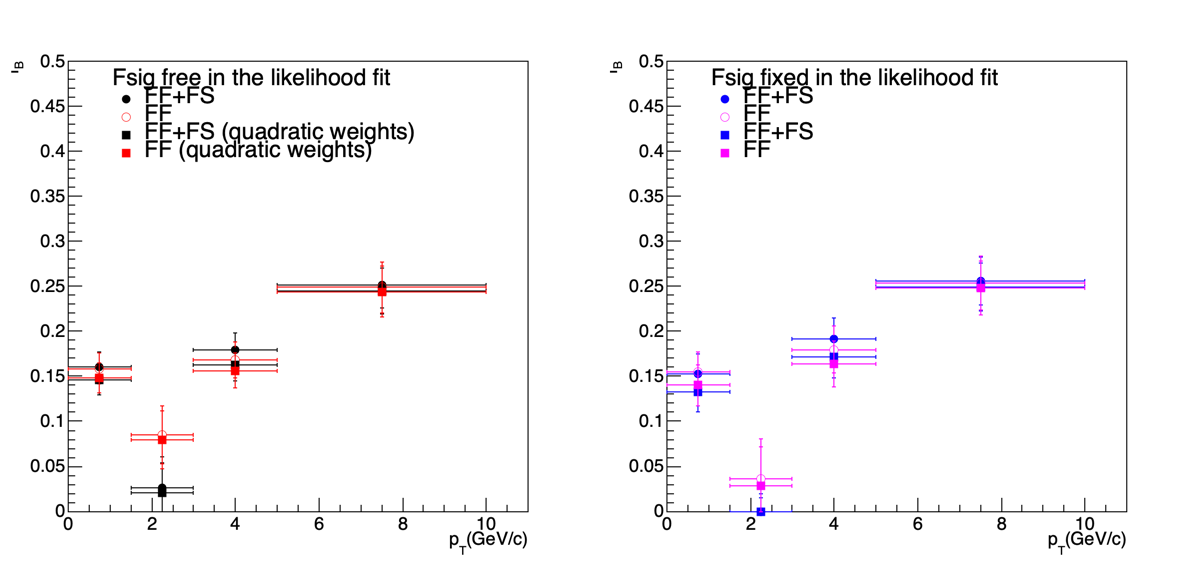 Fsig free in the likelihood fit
FF+FS
FF
FF+FS (quadratic weights)
FF (quadratic weights)
0.5
0.45
0.4
0.35
0.3
0.25
0.2
0.15
0.1
0.05
0
0 2 4 6 8 10
pT(GeV/c)
Fsig fixed in the likelihood fit
FF+FS
FF
FF+FS
FF
0.5
0.45
0.4
0.35
0.3
0.25
0.2
0.15
0.1
0.05
0
0 2 4 6 8 10
pT(GeV/c)